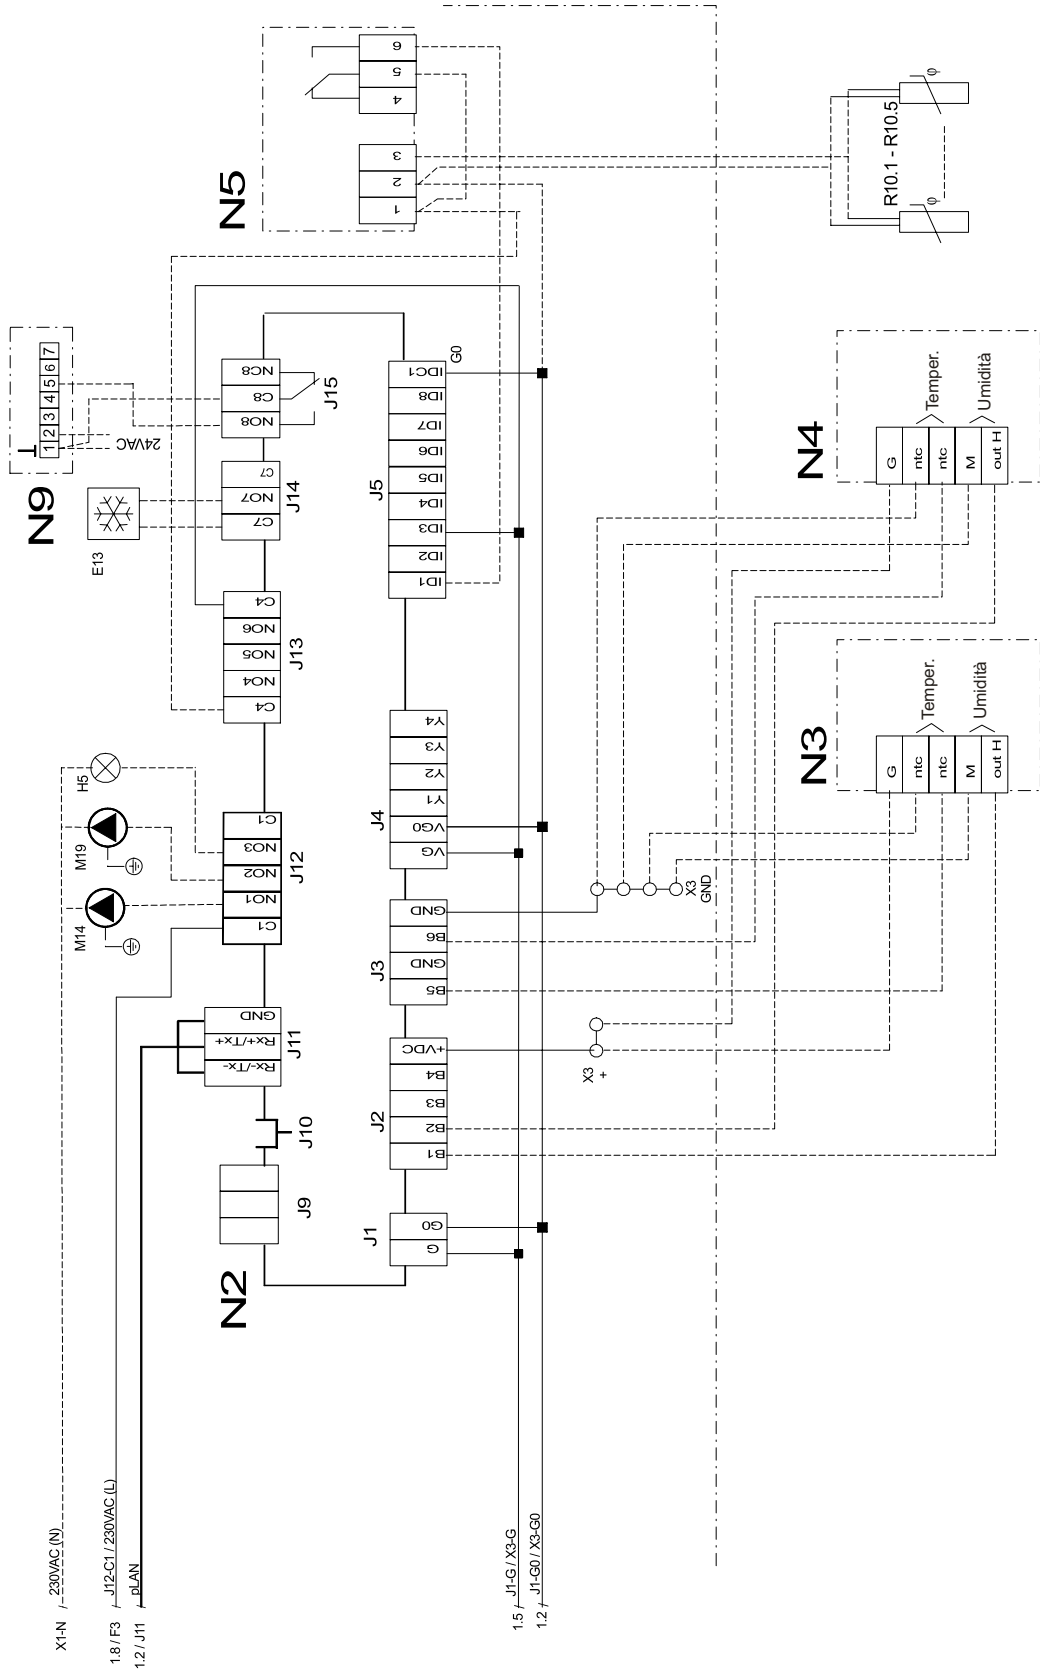 N5
6
5
4
3
2
1
R10.1 - R10.5
φ
φ
N9
T
1 2 3 4 5 6 7
24VAC
E13
NC8
C8
NO8
J15
C7
NO7
C7
J14
C4
NO6
NO5
NO4
C4
J13
H5
M19
M14
C1
NO3
NO2
NO1
C1
J12
GND
Rx+/Tx+
Rx-/Tx-
J11
J10
J9
N2
G0
IDC1
ID8
ID7
ID6
ID5
ID4
ID3
ID2
ID1
J5
Y4
Y3
Y2
Y1
VG0
VG
J4
GND
B6
GND
B5
J3
+VDC
B4
B3
B2
B1
J2
G0
G
J1
X3
GND
X3
+
N4
G
ntc
ntc
M
out H
Temper.
Umidità
N3
G
ntc
ntc
M
out H
Temper.
Umidità
X1-N / 230VAC (N)
1.8 / F3 / J12-C1 / 230VAC (L)
1.2 / J11 / pLAN
1.5 / J1-G / X3-G
1.2 / J1-G0 / X3-G0